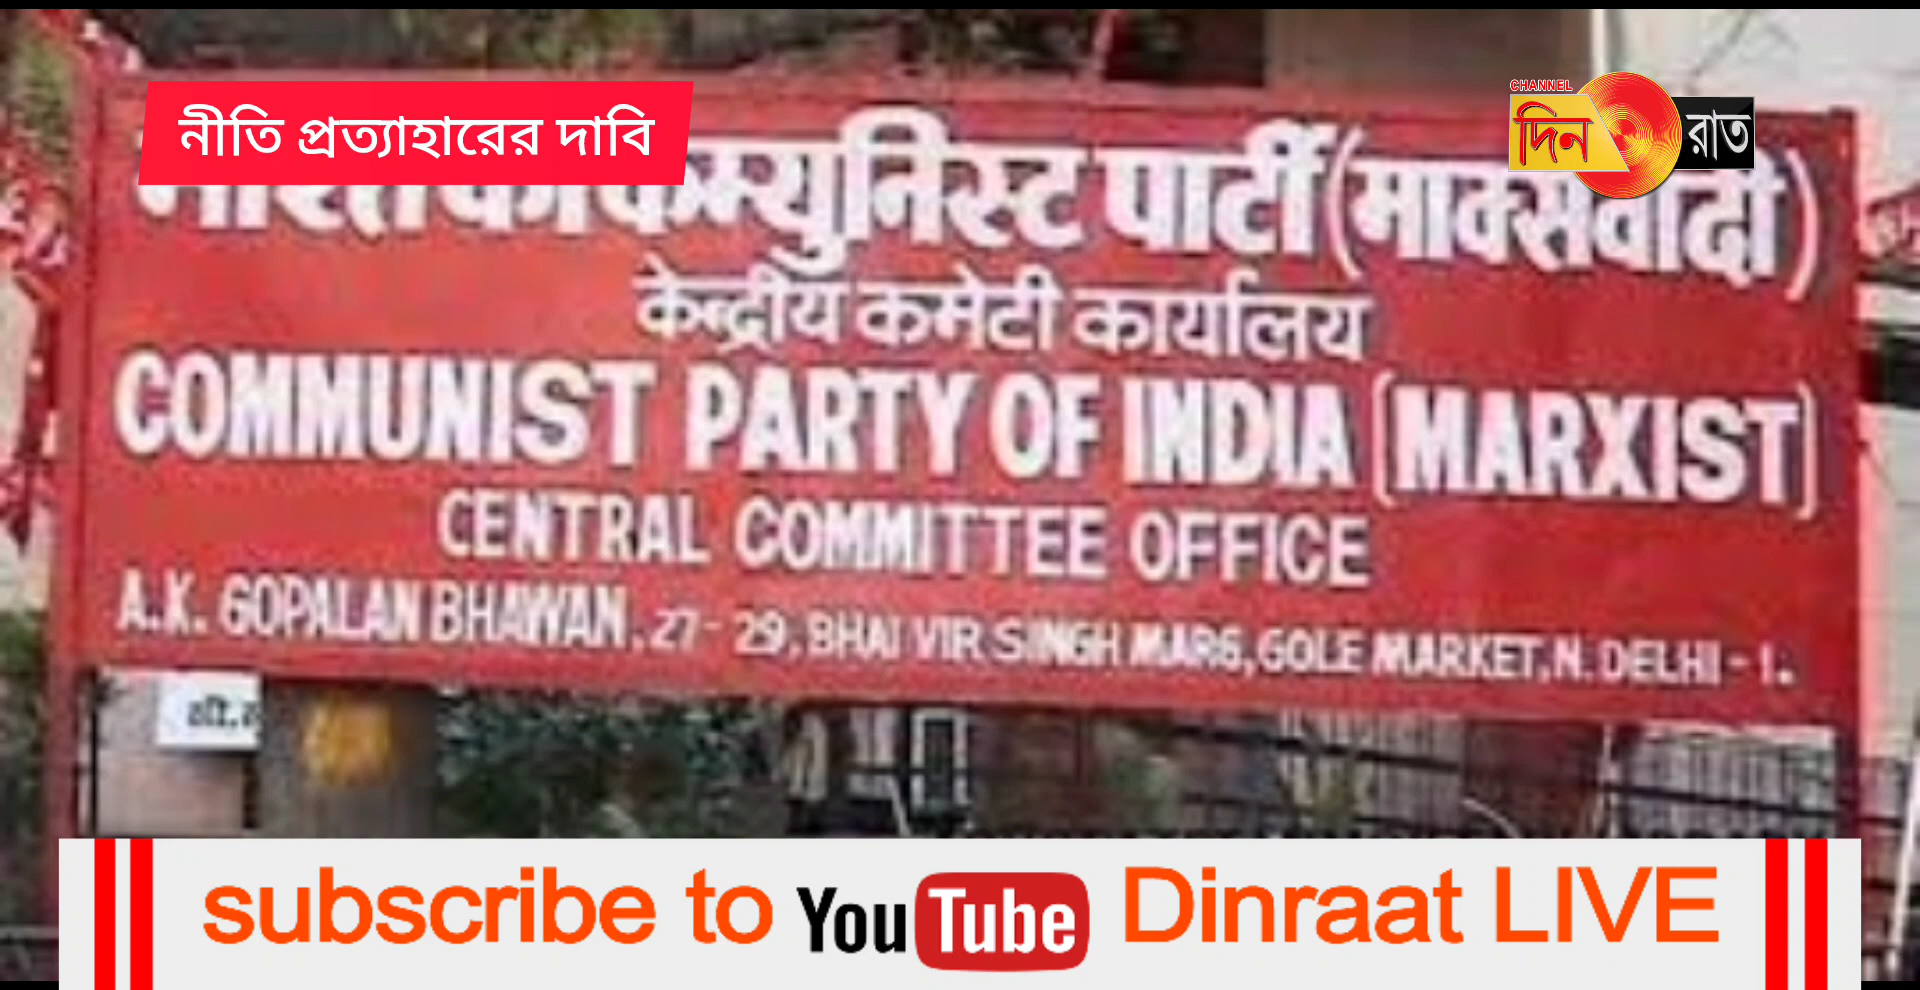 নীতি প্রত্যাহারের দাবি
CHANNEL
দিন রাত
भारत की कम्युनिस्ट पार्टी (मार्क्सवादी)
केन्द्रीय कमेटी कार्यालय
COMMUNIST PARTY OF INDIA (MARXIST)
CENTRAL COMMITTEE OFFICE
A.K. GOPALAN BHAWAN, 27-29, BHAI VIR SINGH MARG, GOLE MARKET, N. DELHI-1.
subscribe to YouTube Dinraat LIVE